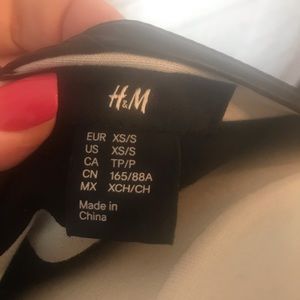 H&M
EUR XS/S
US XS/S
CA TP/P
CN 165/88A
MX XCH/CH
Made in
China